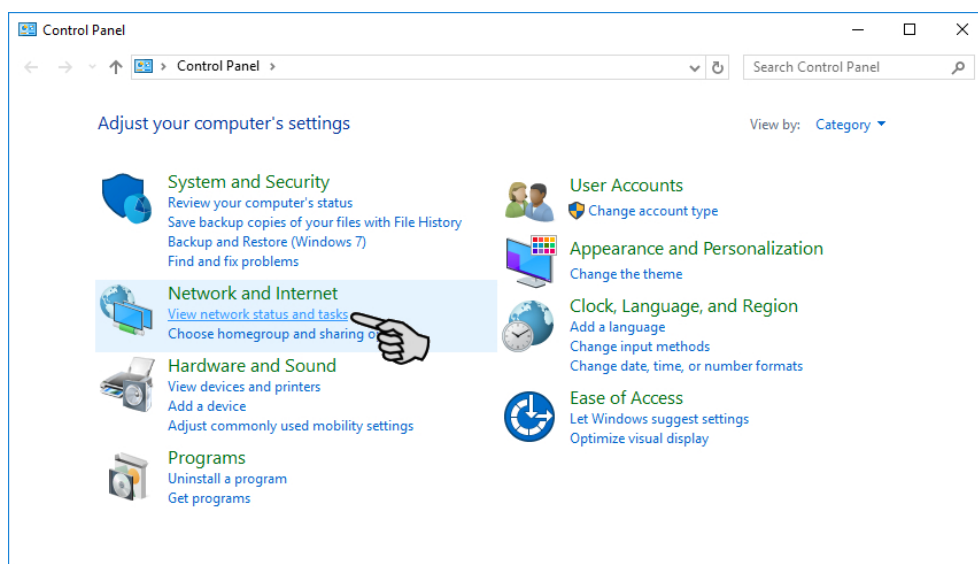 Control Panel
Control Panel
Search Control Panel
Adjust your computer's settings
View by: Category
System and Security
Review your computer's status
Save backup copies of your files with File History
Backup and Restore (Windows 7)
Find and fix problems
Network and Internet
View network status and tasks
Choose homegroup and sharing
Hardware and Sound
View devices and printers
Add a device
Adjust commonly used mobility settings
Programs
Uninstall a program
Get programs
User Accounts
Change account type
Appearance and Personalization
Change the theme
Clock, Language, and Region
Add a language
Change input methods
Change date, time, or number formats
Ease of Access
Let Windows suggest settings
Optimize visual display